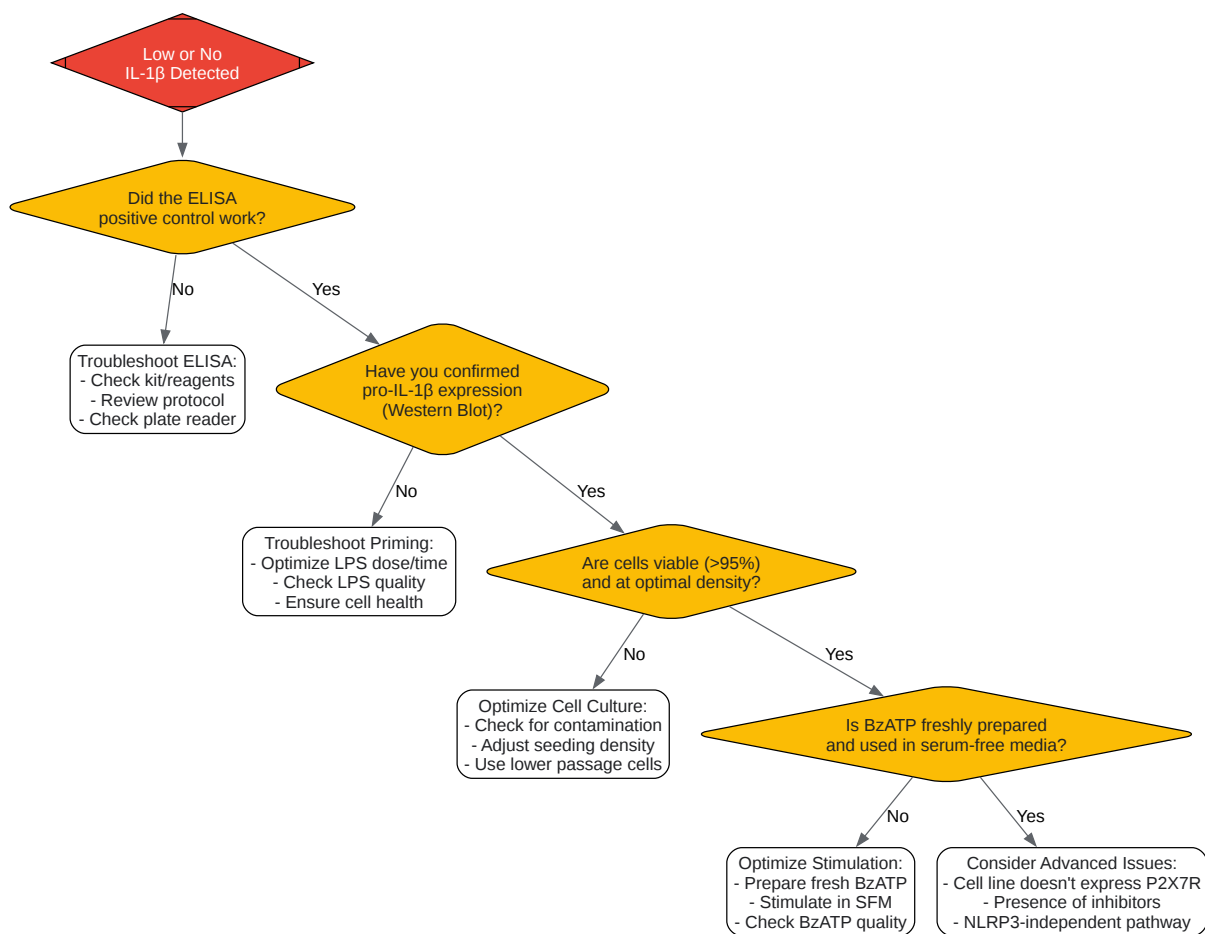 Low or No
IL-1β Detected
Did the ELISA
positive control work?
No
Yes
Troubleshoot ELISA:
- Check kit/reagents
- Review protocol
- Check plate reader
Have you confirmed
pro-IL-1β expression
(Western Blot)?
No
Yes
Troubleshoot Priming:
- Optimize LPS dose/time
- Check LPS quality
- Ensure cell health
Are cells viable (>95%)
and at optimal density?
No
Yes
Optimize Cell Culture:
- Check for contamination
- Adjust seeding density
- Use lower passage cells
Is BzATP freshly prepared
and used in serum-free media?
No
Yes
Optimize Stimulation:
- Prepare fresh BzATP
- Stimulate in SFM
- Check BzATP quality
Consider Advanced Issues:
- Cell line doesn't express P2X7R
- Presence of inhibitors
- NLRP3-independent pathway